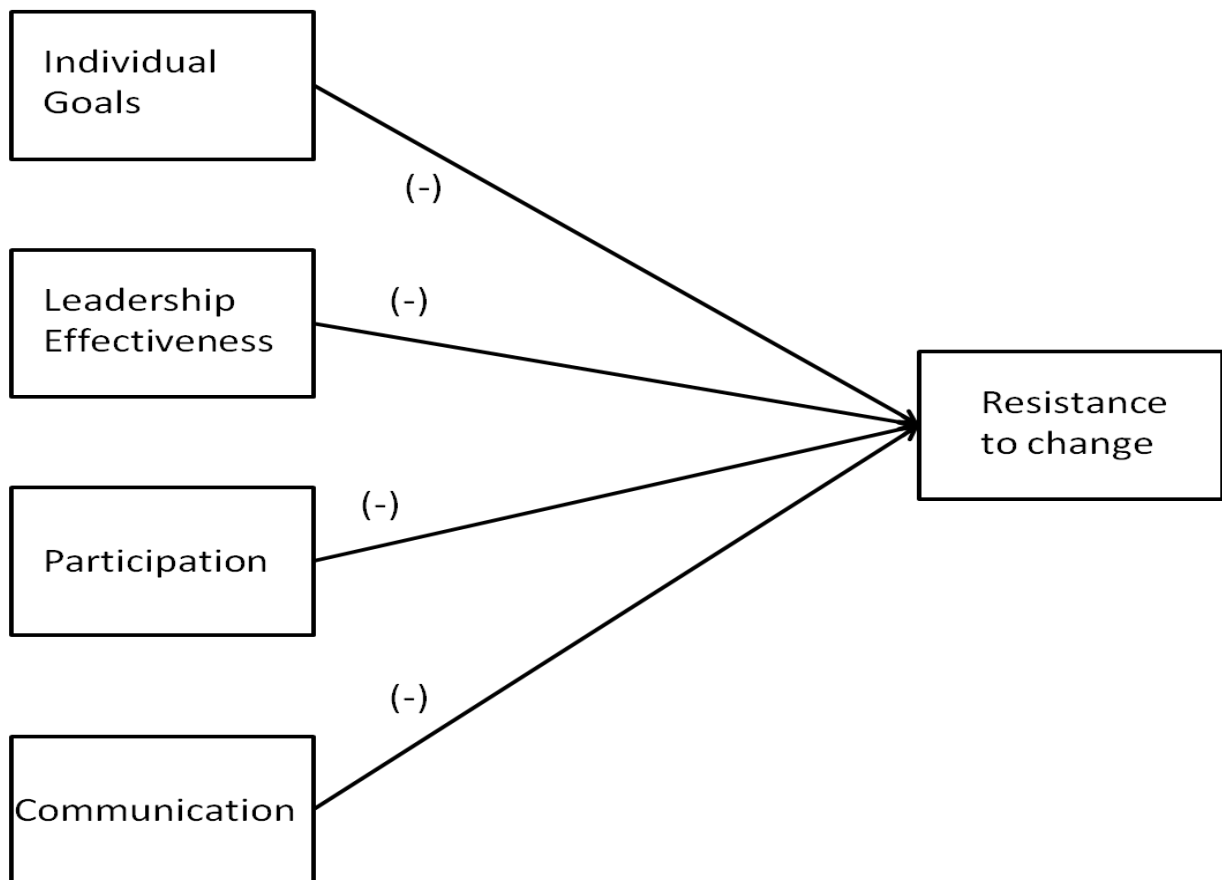 Individual
Goals
(-)
Leadership
Effectiveness
(-)
Resistance
to change
Participation
(-)
Communication
(-)